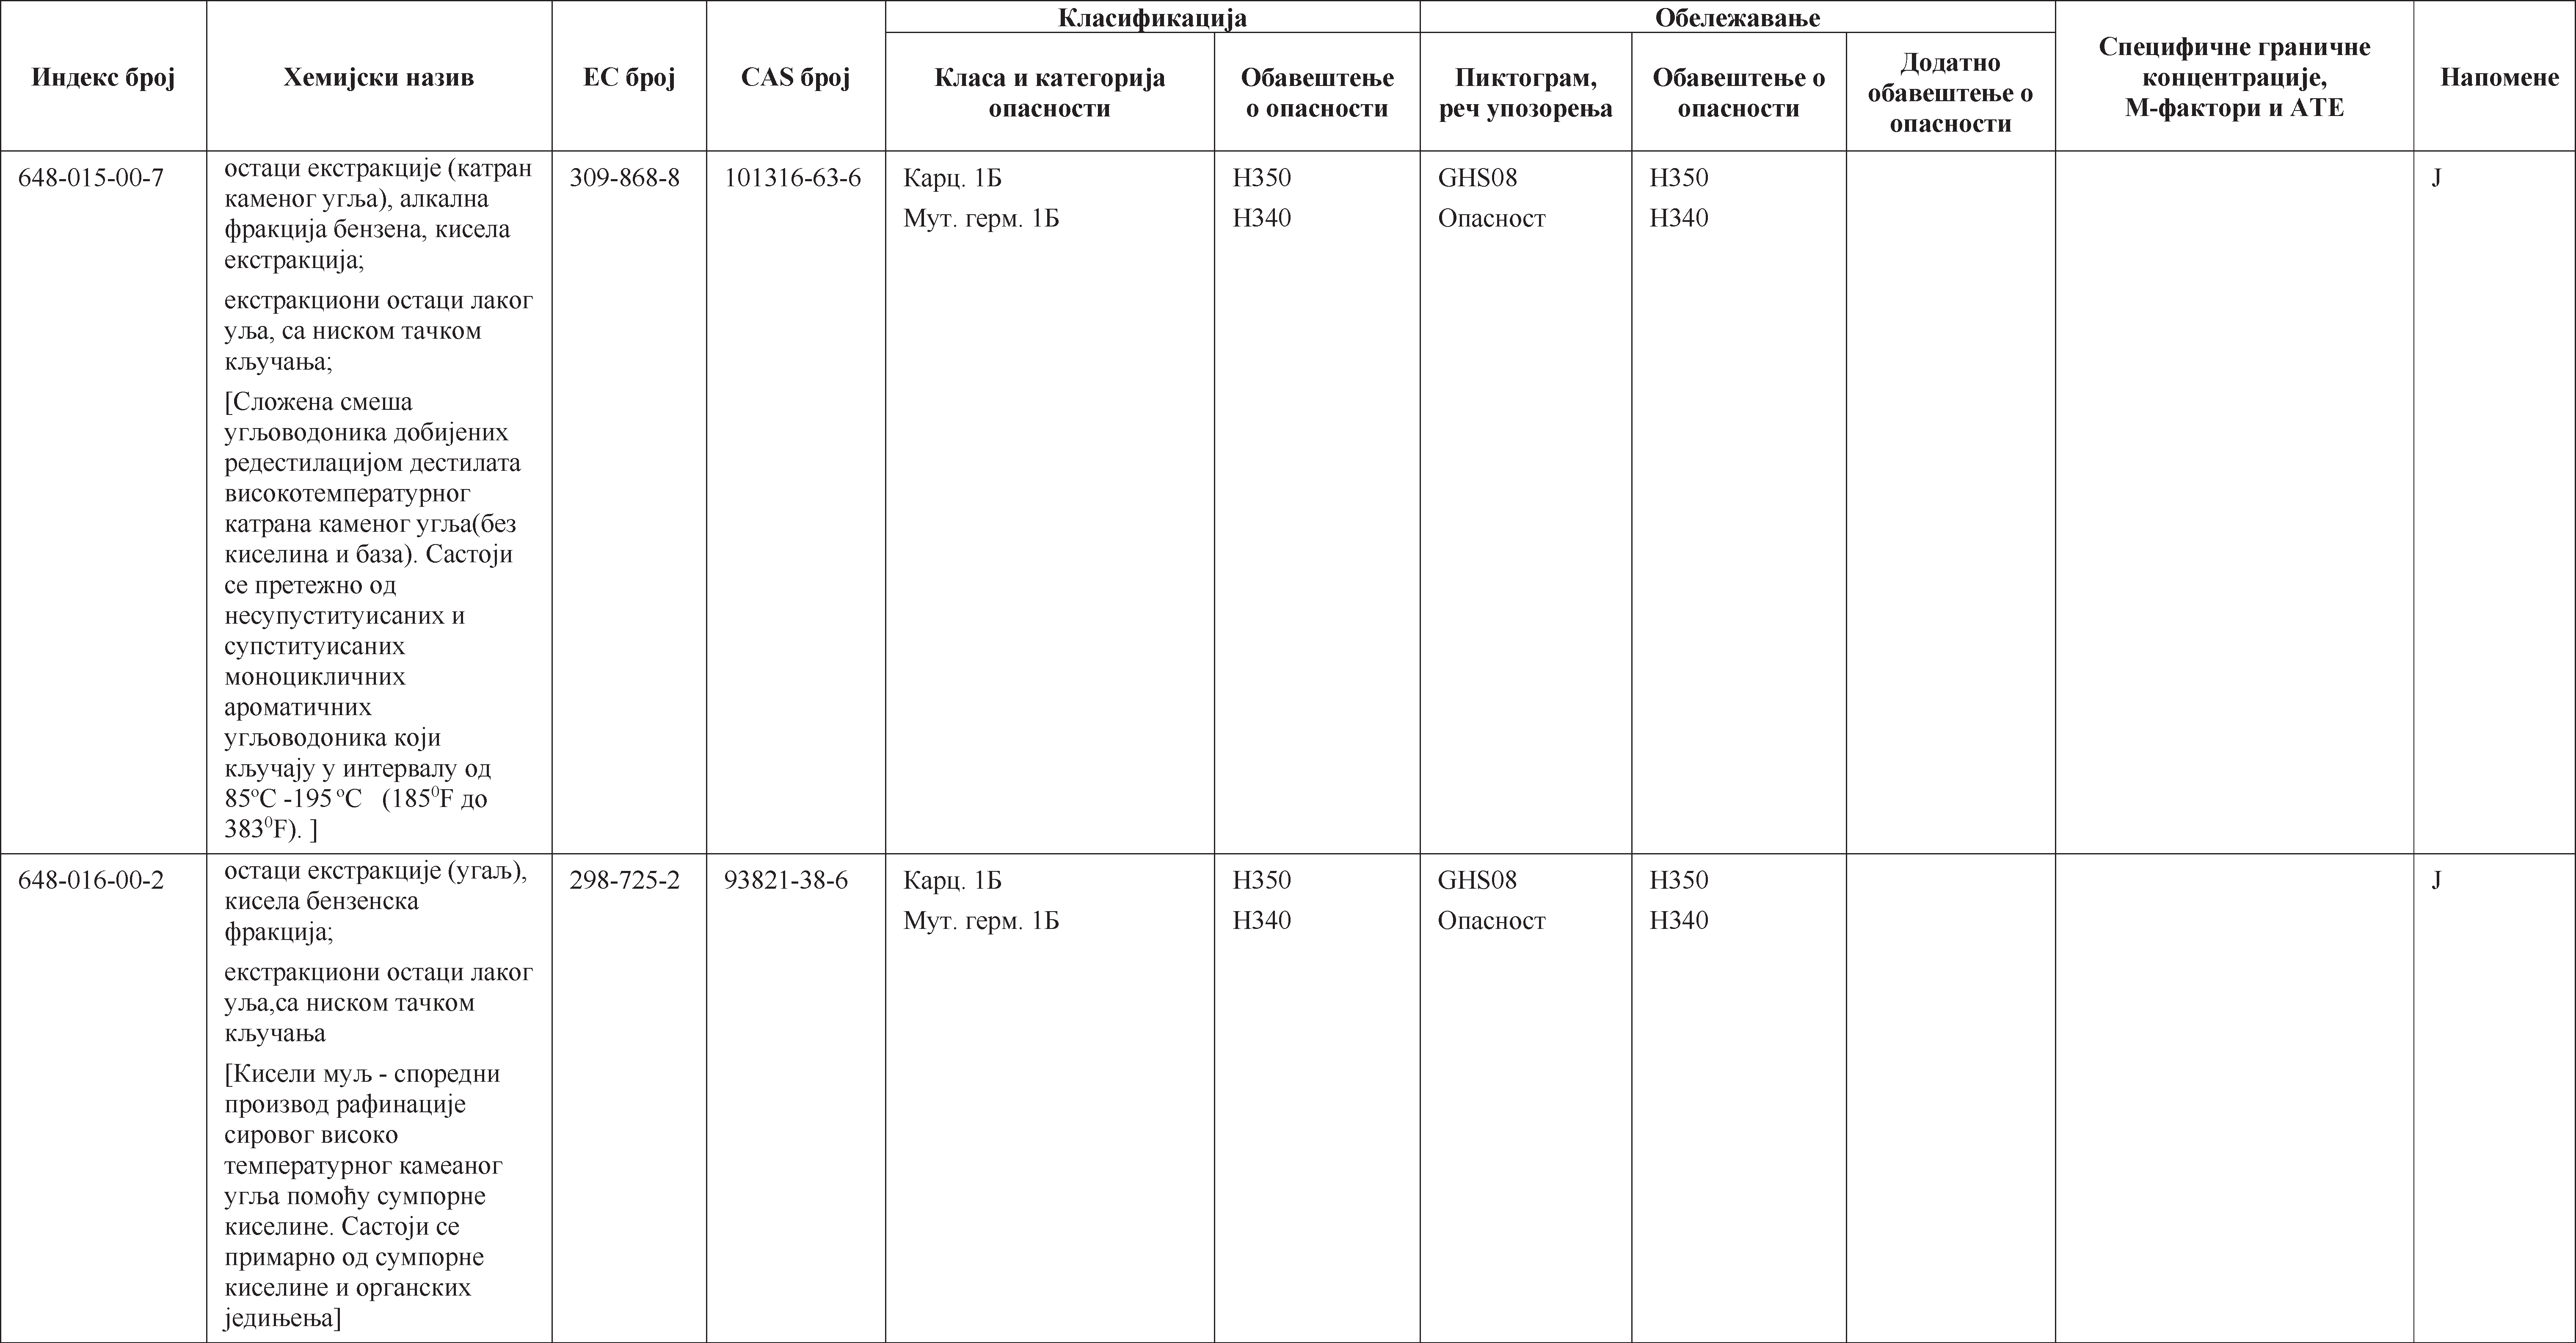 Индекс број
Хемијски назив
ЕС број
CAS број
Класификација
Обележавање
Класа и категорија
опасности
Обавештење
о опасности
Пиктограм,
реч упозорења
Обавештење о
опасности
Додатно
обавештење о
опасности
Специфичне граничне
концентрације,
М-фактори и АТЕ
Напомене
648-015-00-7
остаци екстракције (катран
каменог угља), алкална
фракција бензена, кисела
екстракција;
екстракциони остаци лаког
уља, са ниском тачком
кључања;
[Сложена смеша
угљоводоника добијених
редестилацијом дестилата
високотемпературног
катрана каменог угља(без
киселина и база). Састоји
се претежно од
несупуституисаних и
супституисаних
моноцикличних
ароматичних
угљоводоника који
кључају у интервалу од
85ºC -195 ºC (185⁰F до
383⁰F). ]
309-868-8
101316-63-6
Карц. 1Б
Мут. герм. 1Б
H350
H340
GHS08
Опасност
H350
H340
J
648-016-00-2
остаци екстракције (угаљ),
кисела бензенска
фракција;
екстракциони остаци лаког
уља,са ниском тачком
кључања
[Кисели муљ - споредни
производ рафинације
сировог високо
температурног камеаног
угља помоћу сумпорне
киселине. Састоји се
примарно од сумпорне
киселине и органских
једињења]
298-725-2
93821-38-6
Карц. 1Б
Мут. герм. 1Б
H350
H340
GHS08
Опасност
H350
H340
J